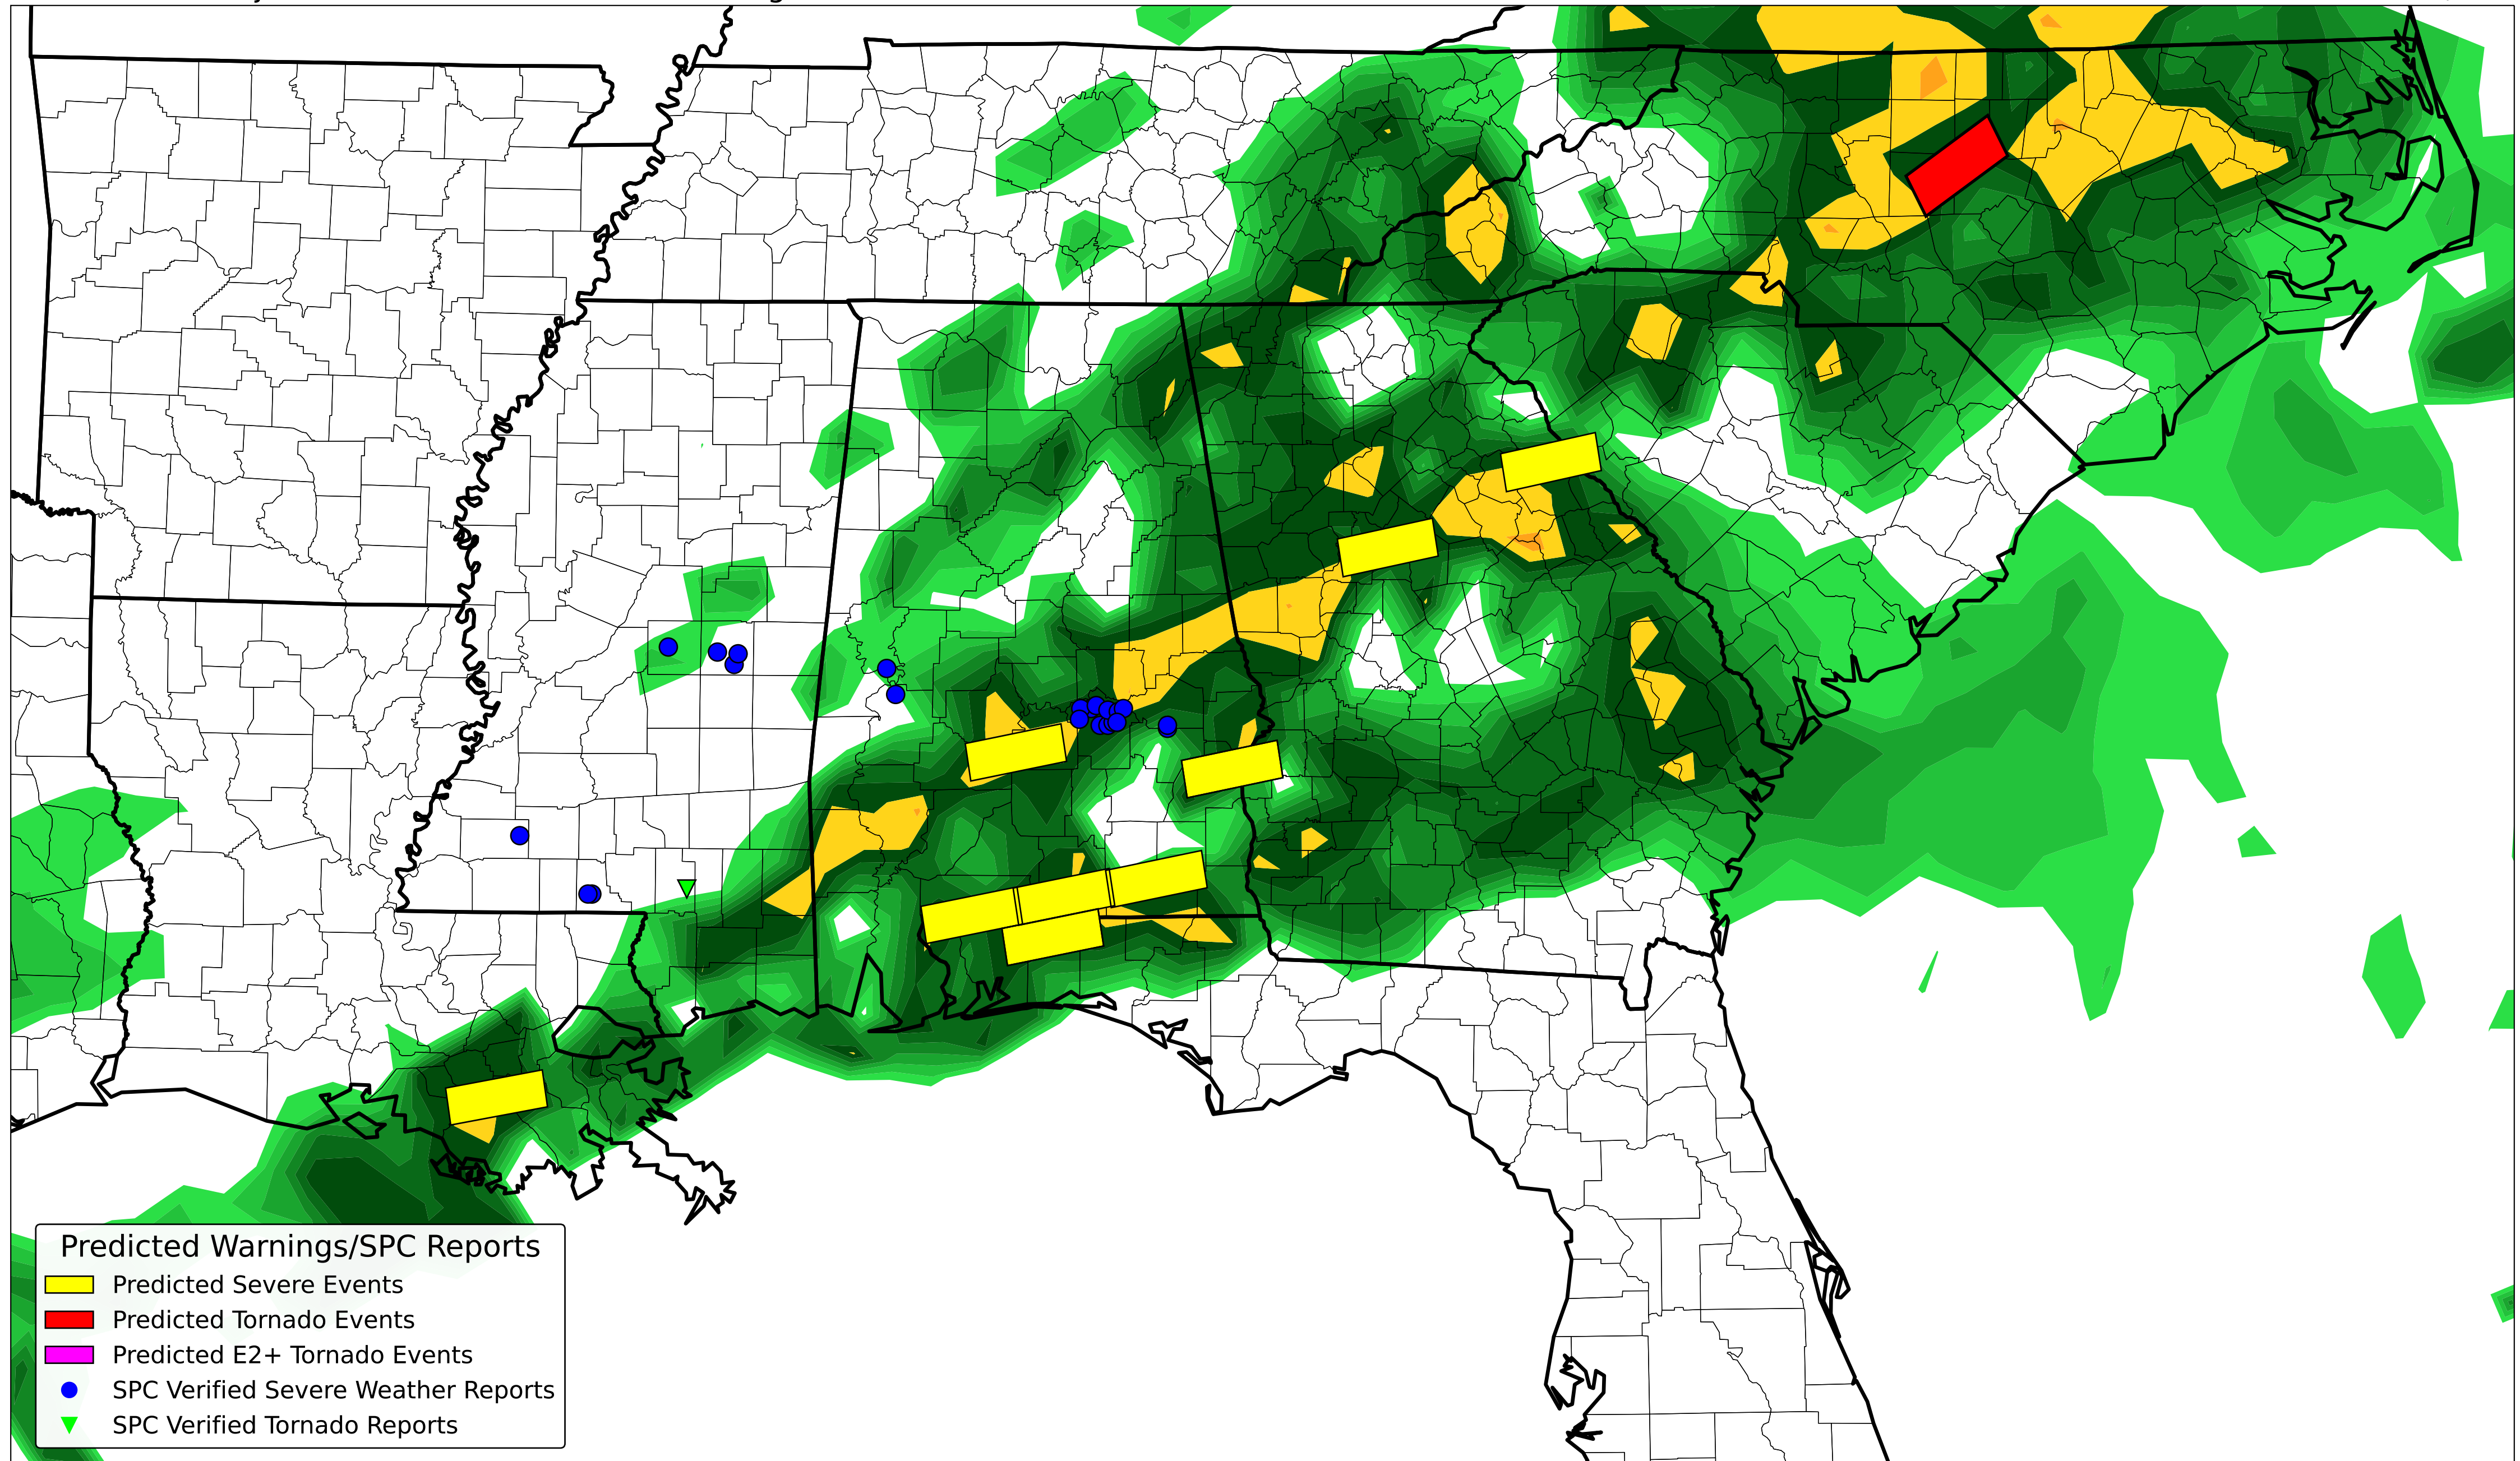 Predicted Warnings/SPC Reports
Predicted Severe Events
Predicted Tornado Events
Predicted E2+ Tornado Events
SPC Verified Severe Weather Reports
SPC Verified Tornado Reports